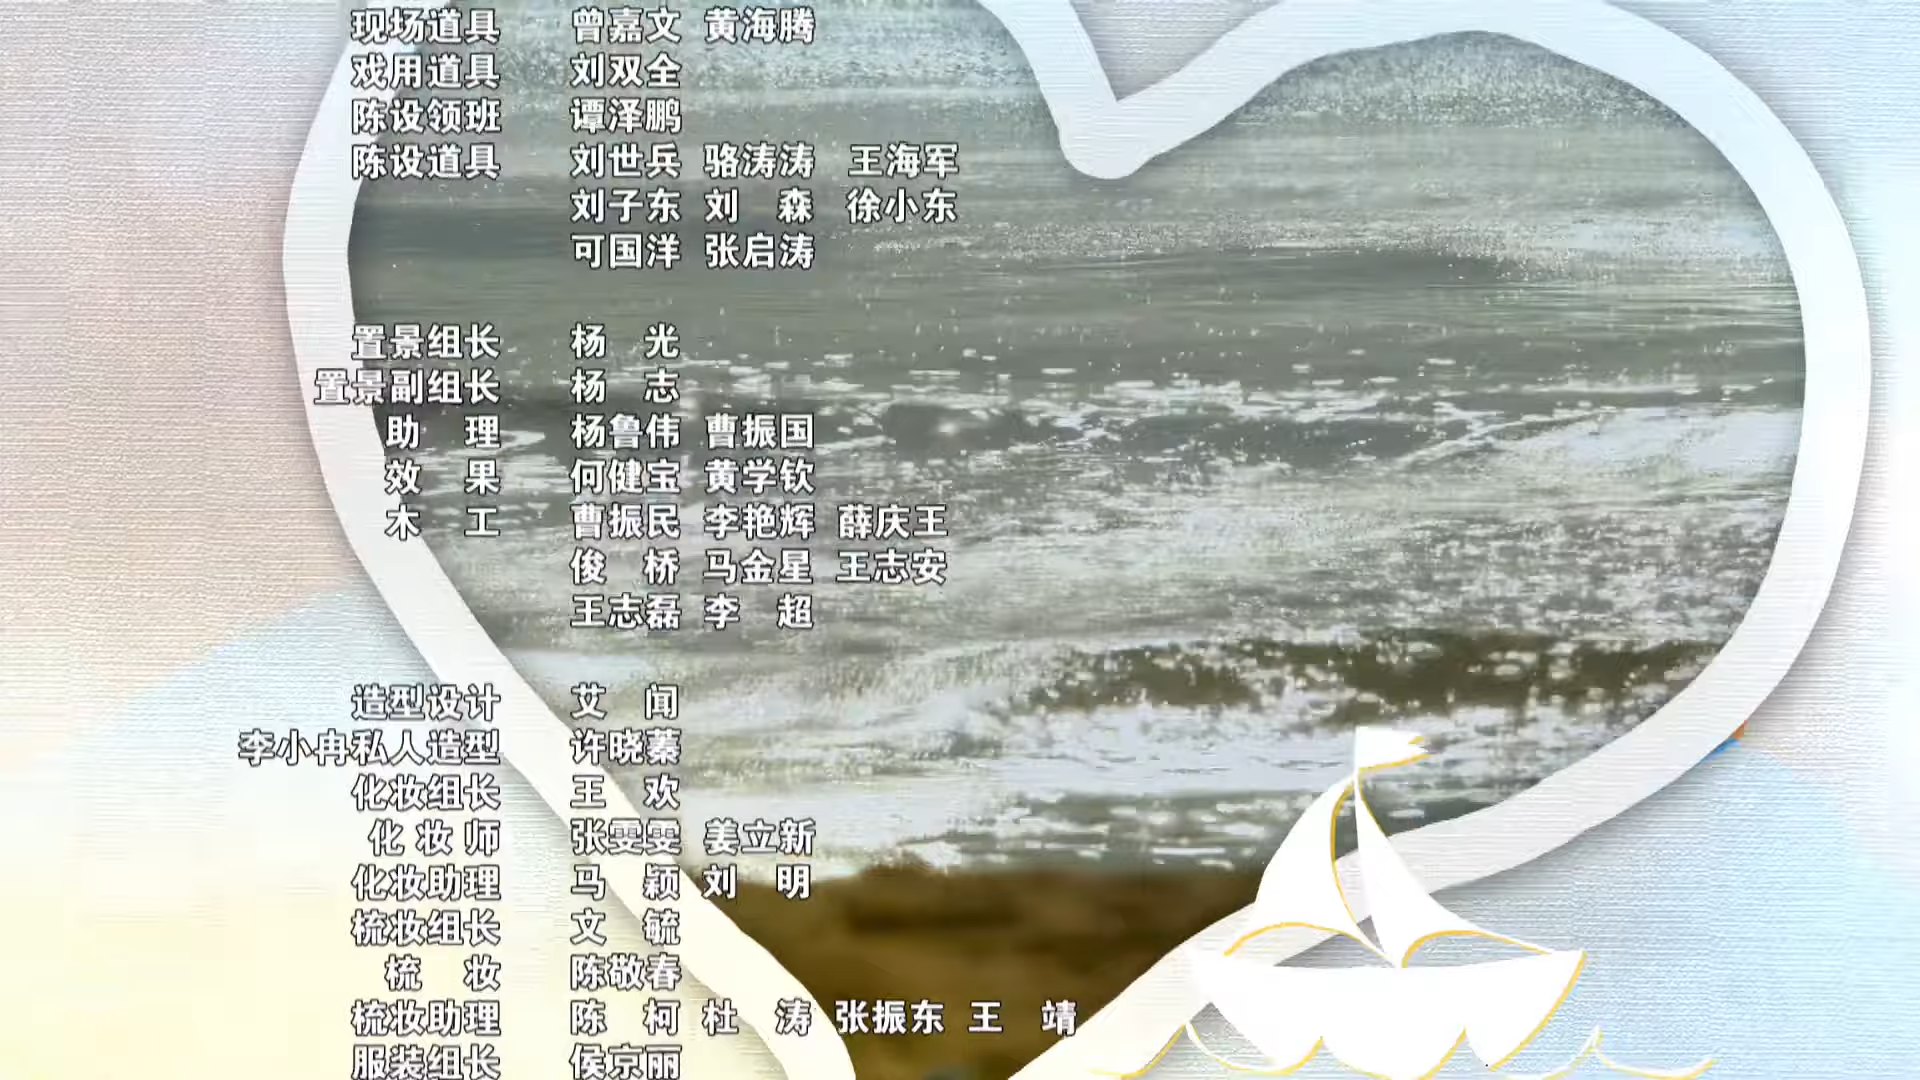 现场道具 曾嘉文 黄海腾
戏用道具 刘双全
陈设领班 谭泽鹏
陈设道具 刘世兵 骆涛涛 王海军
刘子东 刘 森 徐小东
可国洋 张启涛
置景组长 杨 光
置景副组长 杨 志
助 理 杨鲁伟 曹振国
效 果 何健宝 黄学钦
木 工 曹振民 李艳辉 薛庆王
俊 桥 马金星 王志安
王志磊 李 超
造型设计 艾 闻
李小冉私人造型 许晓蓁
化妆组长 王 欢
化 妆 师 张雯雯 姜立新
化妆助理 马 颖 刘 明
梳妆组长 文 毓
梳 妆 陈敬春
梳妆助理 陈 柯 杜 涛 张振东 王 靖
服装组长 侯京丽